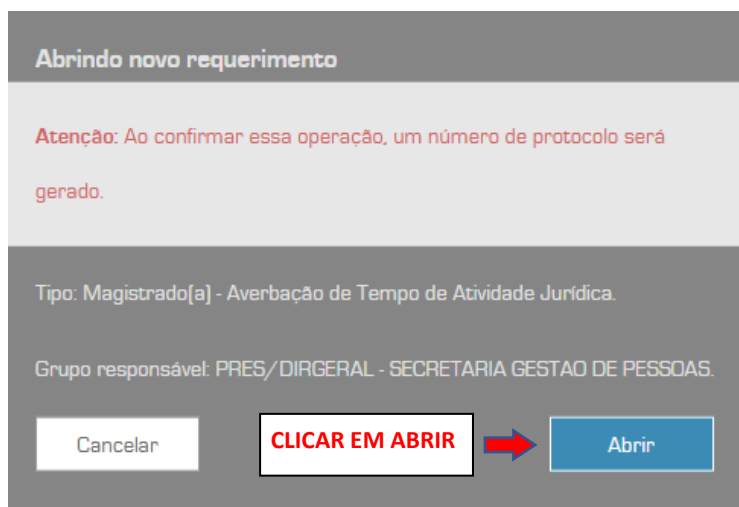 Abrindo novo requerimento
Atenção: Ao confirmar essa operação, um número de protocolo será
gerado.
Tipo: Magistrado(a) - Averbação de Tempo de Atividade Jurídica.
Grupo responsável: PRES/DIRGERAL - SECRETARIA GESTAO DE PESSOAS.
Cancelar
CLICAR EM ABRIR
Abrir